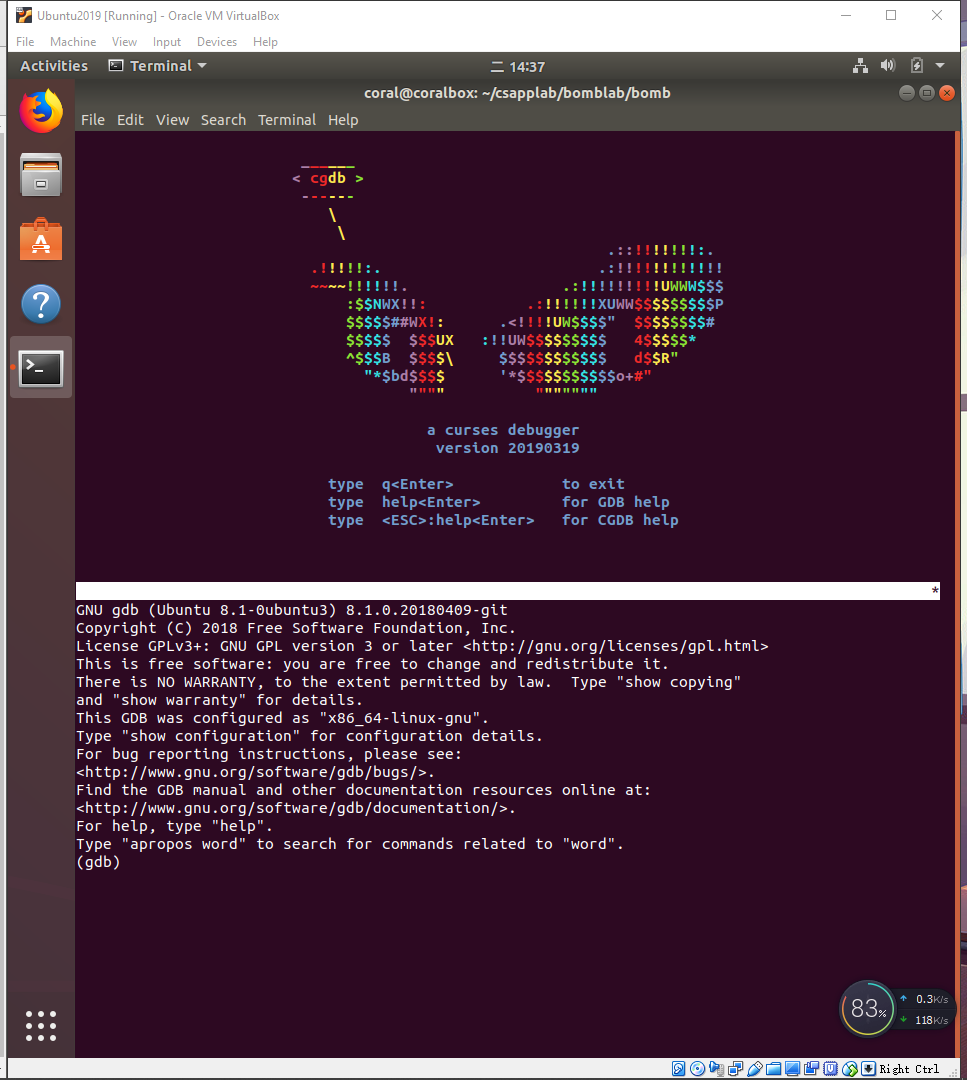 Ubuntu2019 [Running] - Oracle VM VirtualBox
File Machine View Input Devices Help
Activities Terminal 二 14:37
coral@coralbox: ~/csapplab/bomblab/bomb
File Edit View Search Terminal Help
______
< cgdb >
------
\
\
.::!!!!!!!:.
.!!!!!:. .:!!!!!!!!!!!!
~~~~!!!!!!. .:!!!!!!!!!!UWWW$$$
:$$NWX!!: .:!!!!!!XUWW$$$$$$$$$P
$$$$$##WX!: .<!!!!UW$$$$" $$$$$$$$#
$$$$$ $$$UX :!!UW$$$$$$$$$ 4$$$$$*
^$$$B $$$$\ $$$$$$$$$$$$ d$$R"
"*$bd$$$$ '*$$$$$$$$$$$o+#"
"""" """""""
a curses debugger
version 20190319
type q<Enter> to exit
type help<Enter> for GDB help
type <ESC>:help<Enter> for CGDB help
*
GNU gdb (Ubuntu 8.1-0ubuntu3) 8.1.0.20180409-git
Copyright (C) 2018 Free Software Foundation, Inc.
License GPLv3+: GNU GPL version 3 or later <http://gnu.org/licenses/gpl.html>
This is free software: you are free to change and redistribute it.
There is NO WARRANTY, to the extent permitted by law.  Type "show copying"
and "show warranty" for details.
This GDB was configured as "x86_64-linux-gnu".
Type "show configuration" for configuration details.
For bug reporting instructions, please see:
<http://www.gnu.org/software/gdb/bugs/>.
Find the GDB manual and other documentation resources online at:
<http://www.gnu.org/software/gdb/documentation/>.
For help, type "help".
Type "apropos word" to search for commands related to "word".
(gdb)
83% 0.3K/s
118K/s
Right Ctrl